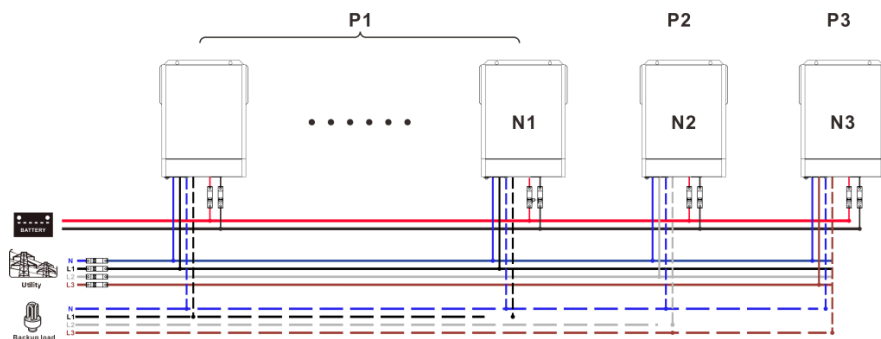 P1 P2 P3
N1 N2 N3
BATTERY
N
L1
L2
L3
Utility
N
L1
L2
L3
Backup load